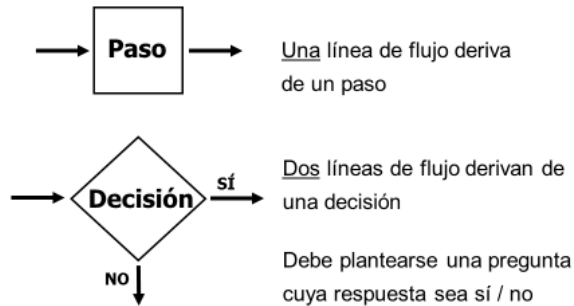 Paso
Una línea de flujo deriva
de un paso
Decisión
SÍ
NO
Dos líneas de flujo derivan de
una decisión
Debe plantearse una pregunta
cuya respuesta sea sí / no